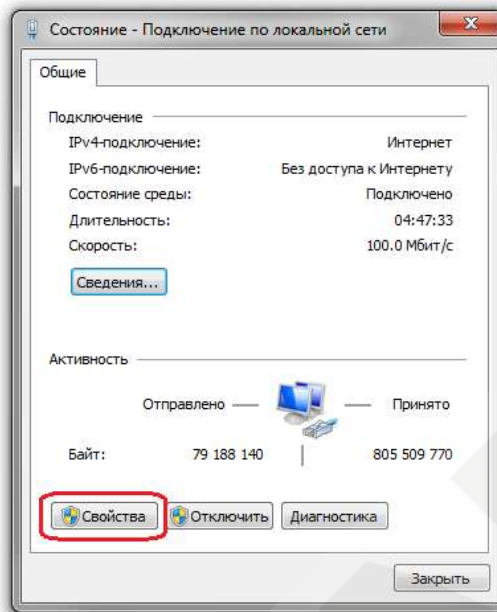 Состояние - Подключение по локальной сети
Общие
Подключение
IPv4-подключение: Интернет
IPv6-подключение: Без доступа к Интернету
Состояние среды: Подключено
Длительность: 04:47:33
Скорость: 100.0 Мбит/с
Сведения...
Активность
Отправлено Принято
Байт: 79 188 140 805 509 770
Свойства Отключить Диагностика
Закрыть